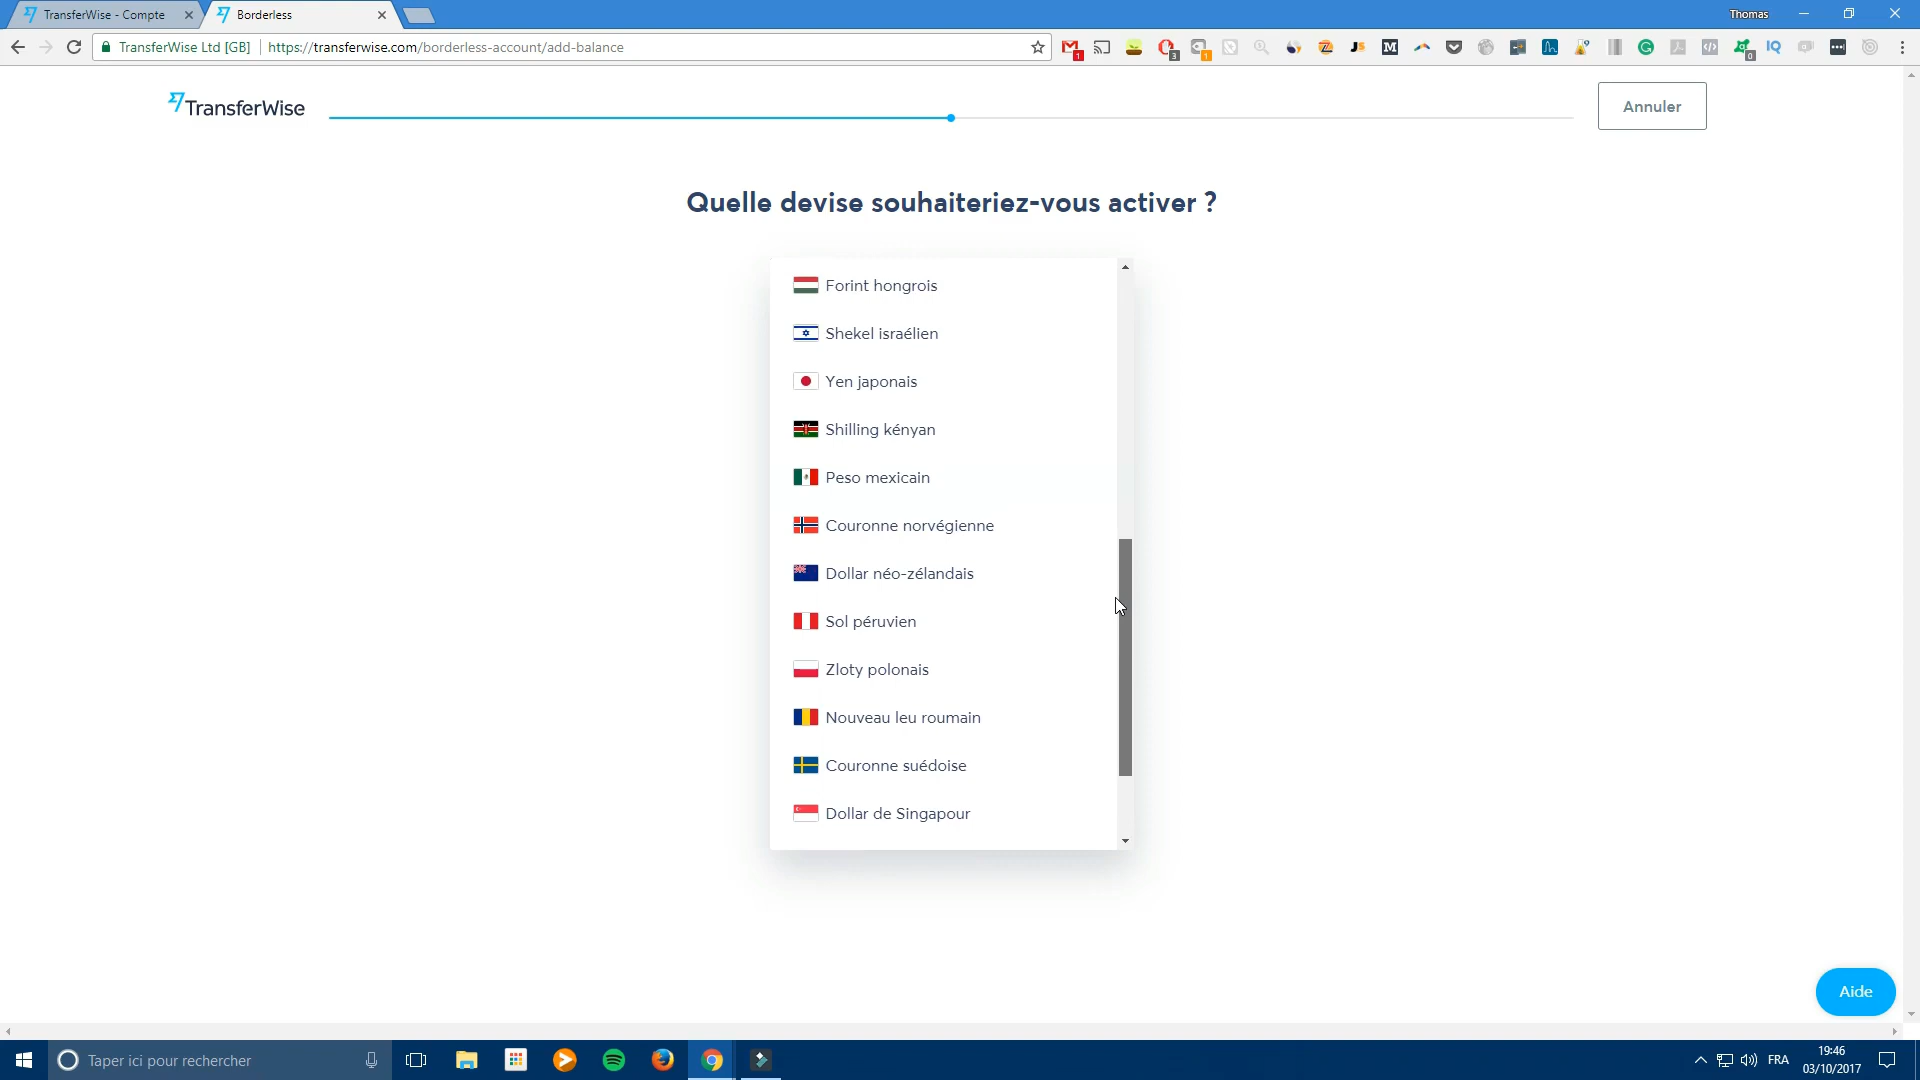 TransferWise - Compte
Borderless
Thomas
TransferWise Ltd [GB]
https://transferwise.com/borderless-account/add-balance
TransferWise
Annuler
Quelle devise souhaiteriez-vous activer ?
Forint hongrois
Shekel israélien
Yen japonais
Shilling kényan
Peso mexicain
Couronne norvégienne
Dollar néo-zélandais
Sol péruvien
Zloty polonais
Nouveau leu roumain
Couronne suédoise
Dollar de Singapour
Aide
Taper ici pour rechercher
FRA
19:46
03/10/2017